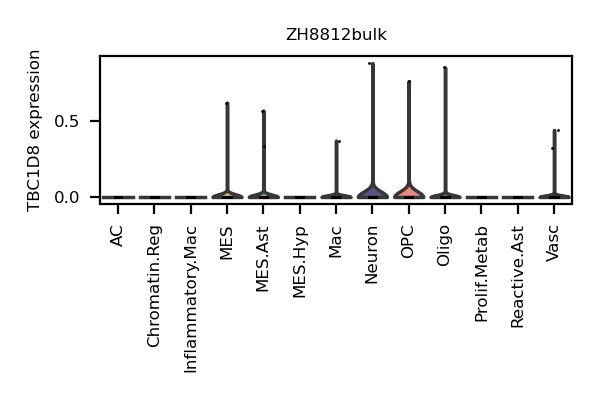 ZH8812bulk
TBC1D8 expression
0.5
0.0
AC
Chromatin.Reg
Inflammatory.Mac
MES
MES.Ast
MES.Hyp
Mac
Neuron
OPC
Oligo
Prolif.Metab
Reactive.Ast
Vasc